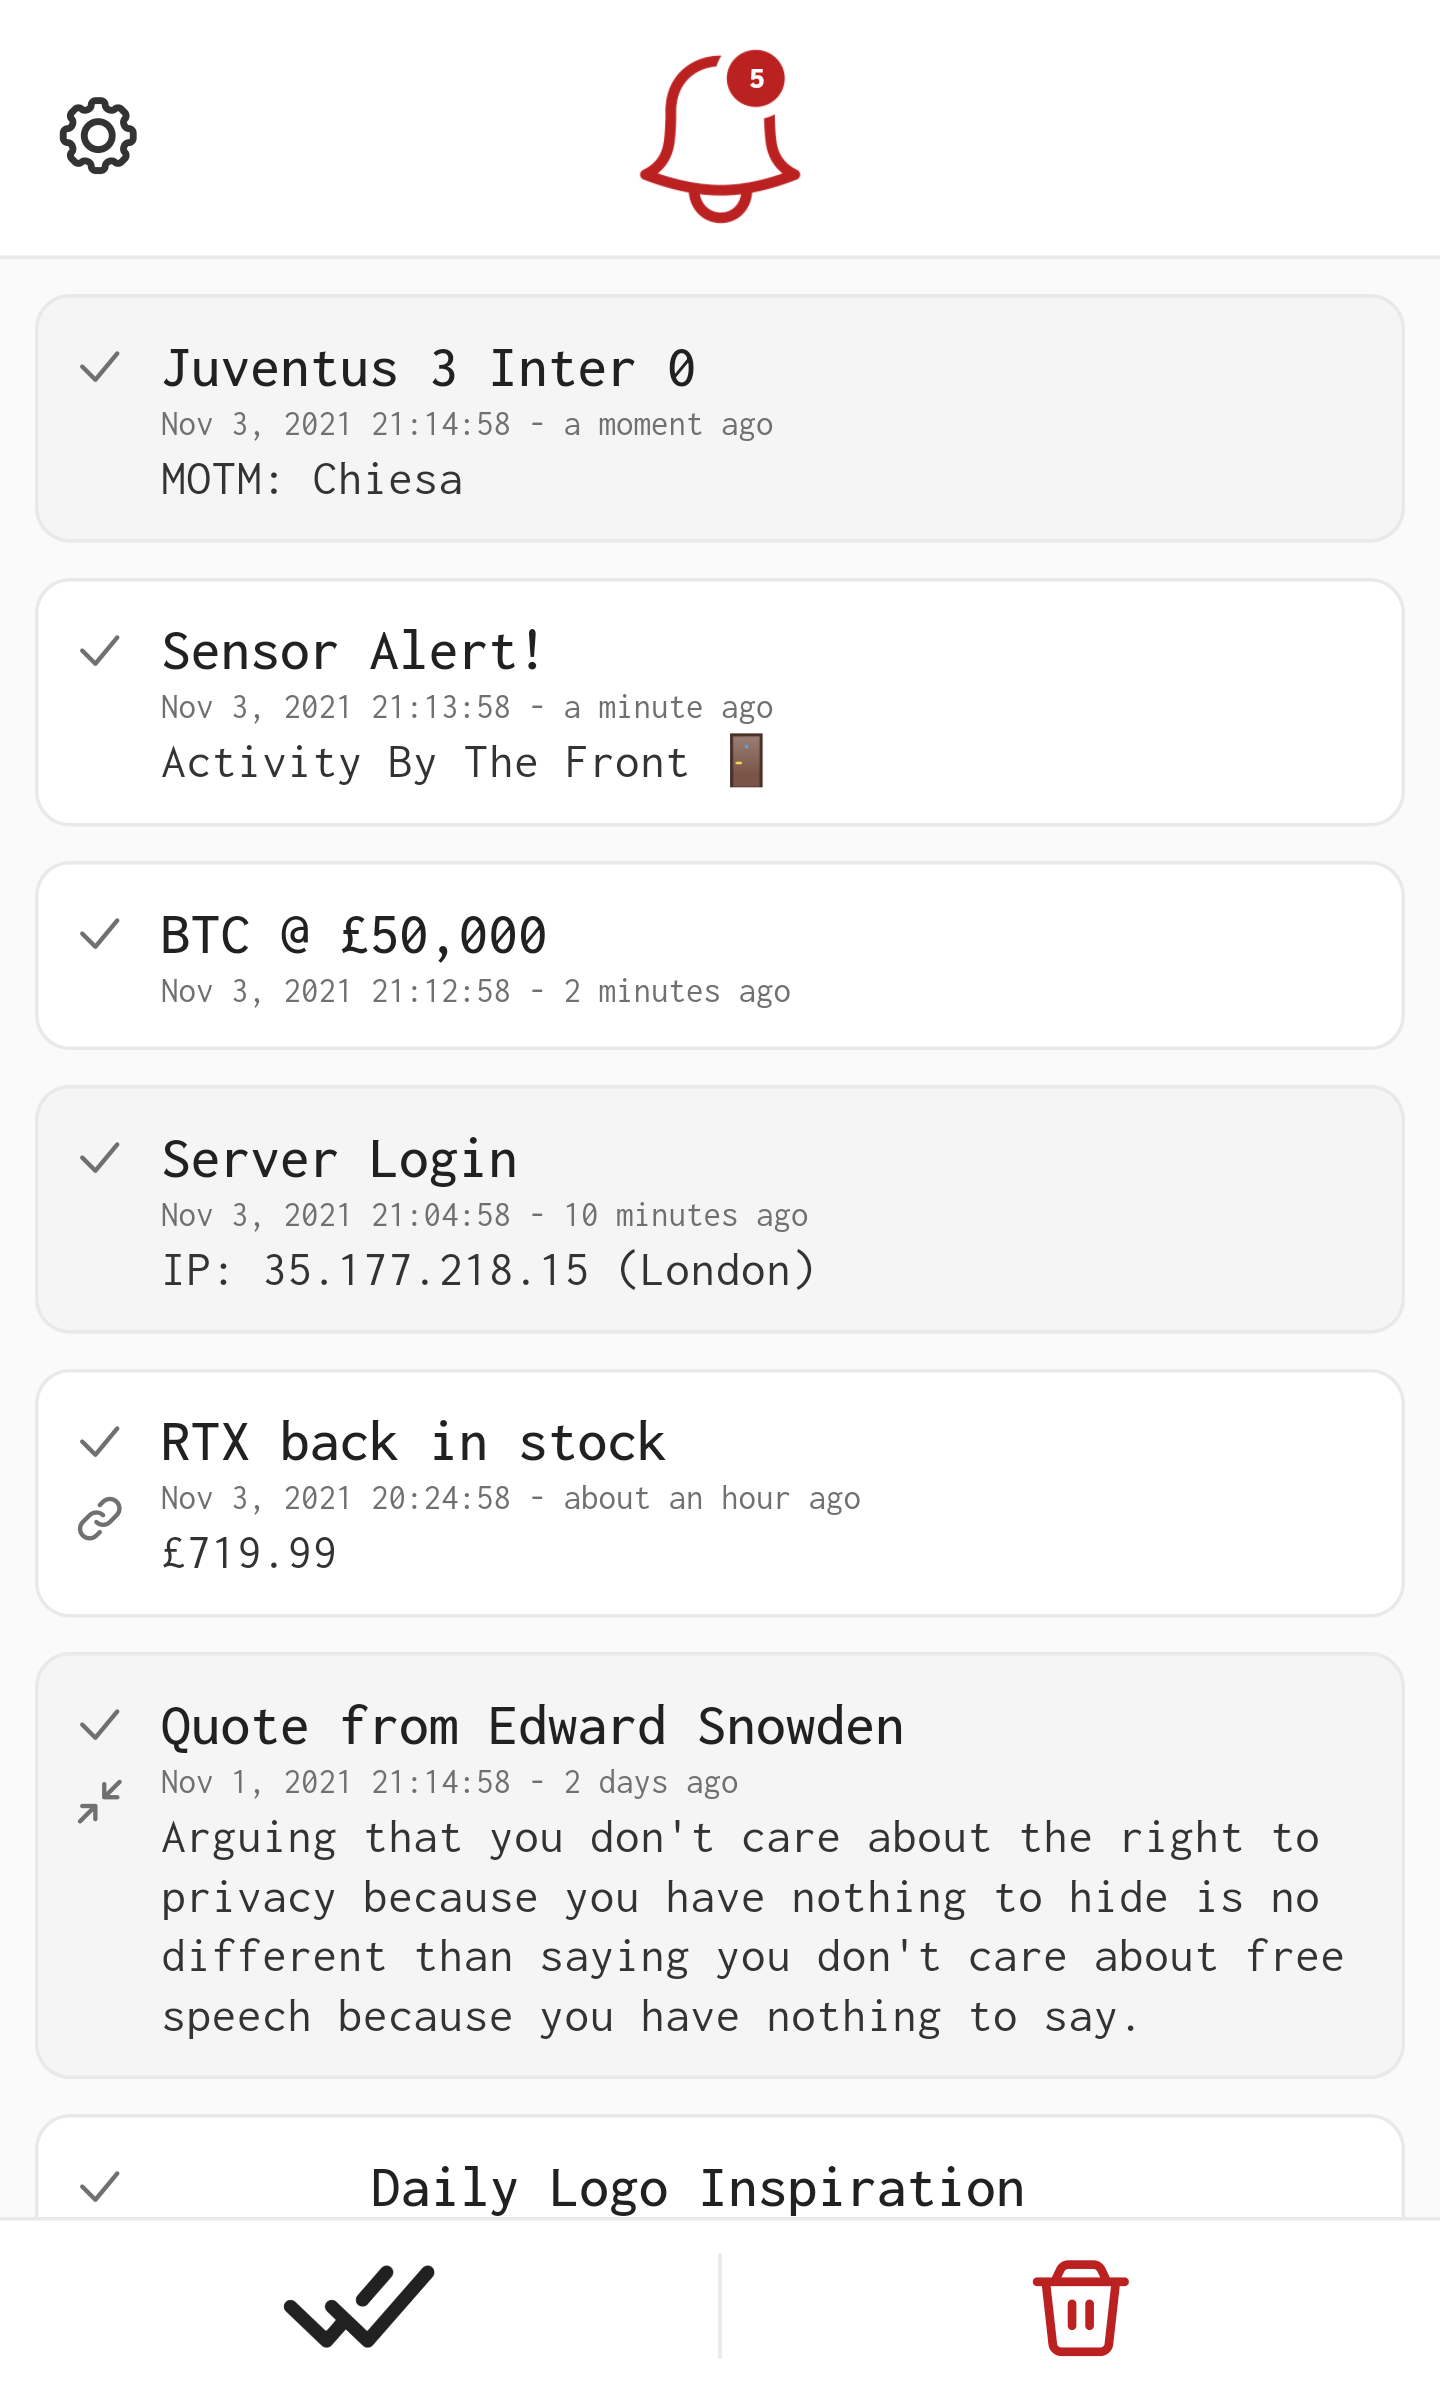 5
Juventus 3 Inter 0
Nov 3, 2021 21:14:58 - a moment ago
MOTM: Chiesa
Sensor Alert!
Nov 3, 2021 21:13:58 - a minute ago
Activity By The Front 🚪
BTC @ £50,000
Nov 3, 2021 21:12:58 - 2 minutes ago
Server Login
Nov 3, 2021 21:04:58 - 10 minutes ago
IP: 35.177.218.15 (London)
RTX back in stock
Nov 3, 2021 20:24:58 - about an hour ago
£719.99
Quote from Edward Snowden
Nov 1, 2021 21:14:58 - 2 days ago
Arguing that you don't care about the right to
privacy because you have nothing to hide is no
different than saying you don't care about free
speech because you have nothing to say.
Daily Logo Inspiration